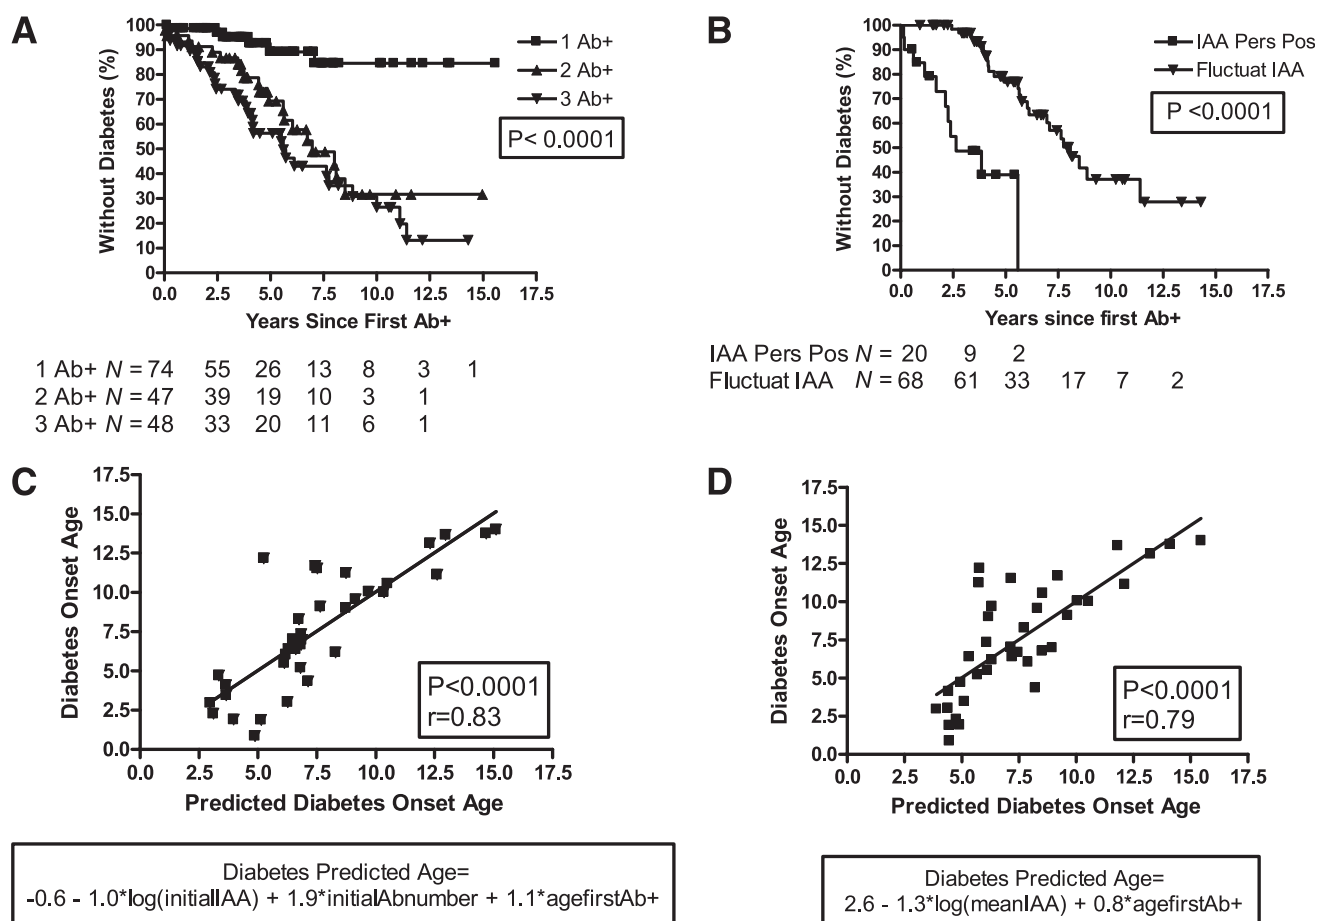 A
100
90
80
70
60
50
40
30
20
10
0
Without Diabetes (%)
0.0 2.5 5.0 7.5 10.0 12.5 15.0 17.5
Years Since First Ab+
1 Ab+
2 Ab+
3 Ab+
P< 0.0001
1 Ab+ N = 74 55 26 13 8 3 1
2 Ab+ N = 47 39 19 10 3 1
3 Ab+ N = 48 33 20 11 6 1
B
100
90
80
70
60
50
40
30
20
10
0
Without Diabetes (%)
0.0 2.5 5.0 7.5 10.0 12.5 15.0 17.5
Years since first Ab+
IAA Pers Pos
Fluctuat IAA
P <0.0001
IAA Pers Pos N = 20 9 2
Fluctuat IAA N = 68 61 33 17 7 2
C
17.5
15.0
12.5
10.0
7.5
5.0
2.5
0.0
Diabetes Onset Age
0.0 2.5 5.0 7.5 10.0 12.5 15.0 17.5
Predicted Diabetes Onset Age
P<0.0001
r=0.83
Diabetes Predicted Age=
-0.6 - 1.0*log(initialIAA) + 1.9*initialAbnumber + 1.1*agefirstAb+
D
17.5
15.0
12.5
10.0
7.5
5.0
2.5
0.0
Diabetes Onset Age
0.0 2.5 5.0 7.5 10.0 12.5 15.0 17.5
Predicted Diabetes Onset Age
P<0.0001
r=0.79
Diabetes Predicted Age=
2.6 - 1.3*log(meanIAA) + 0.8*agefirstAb+